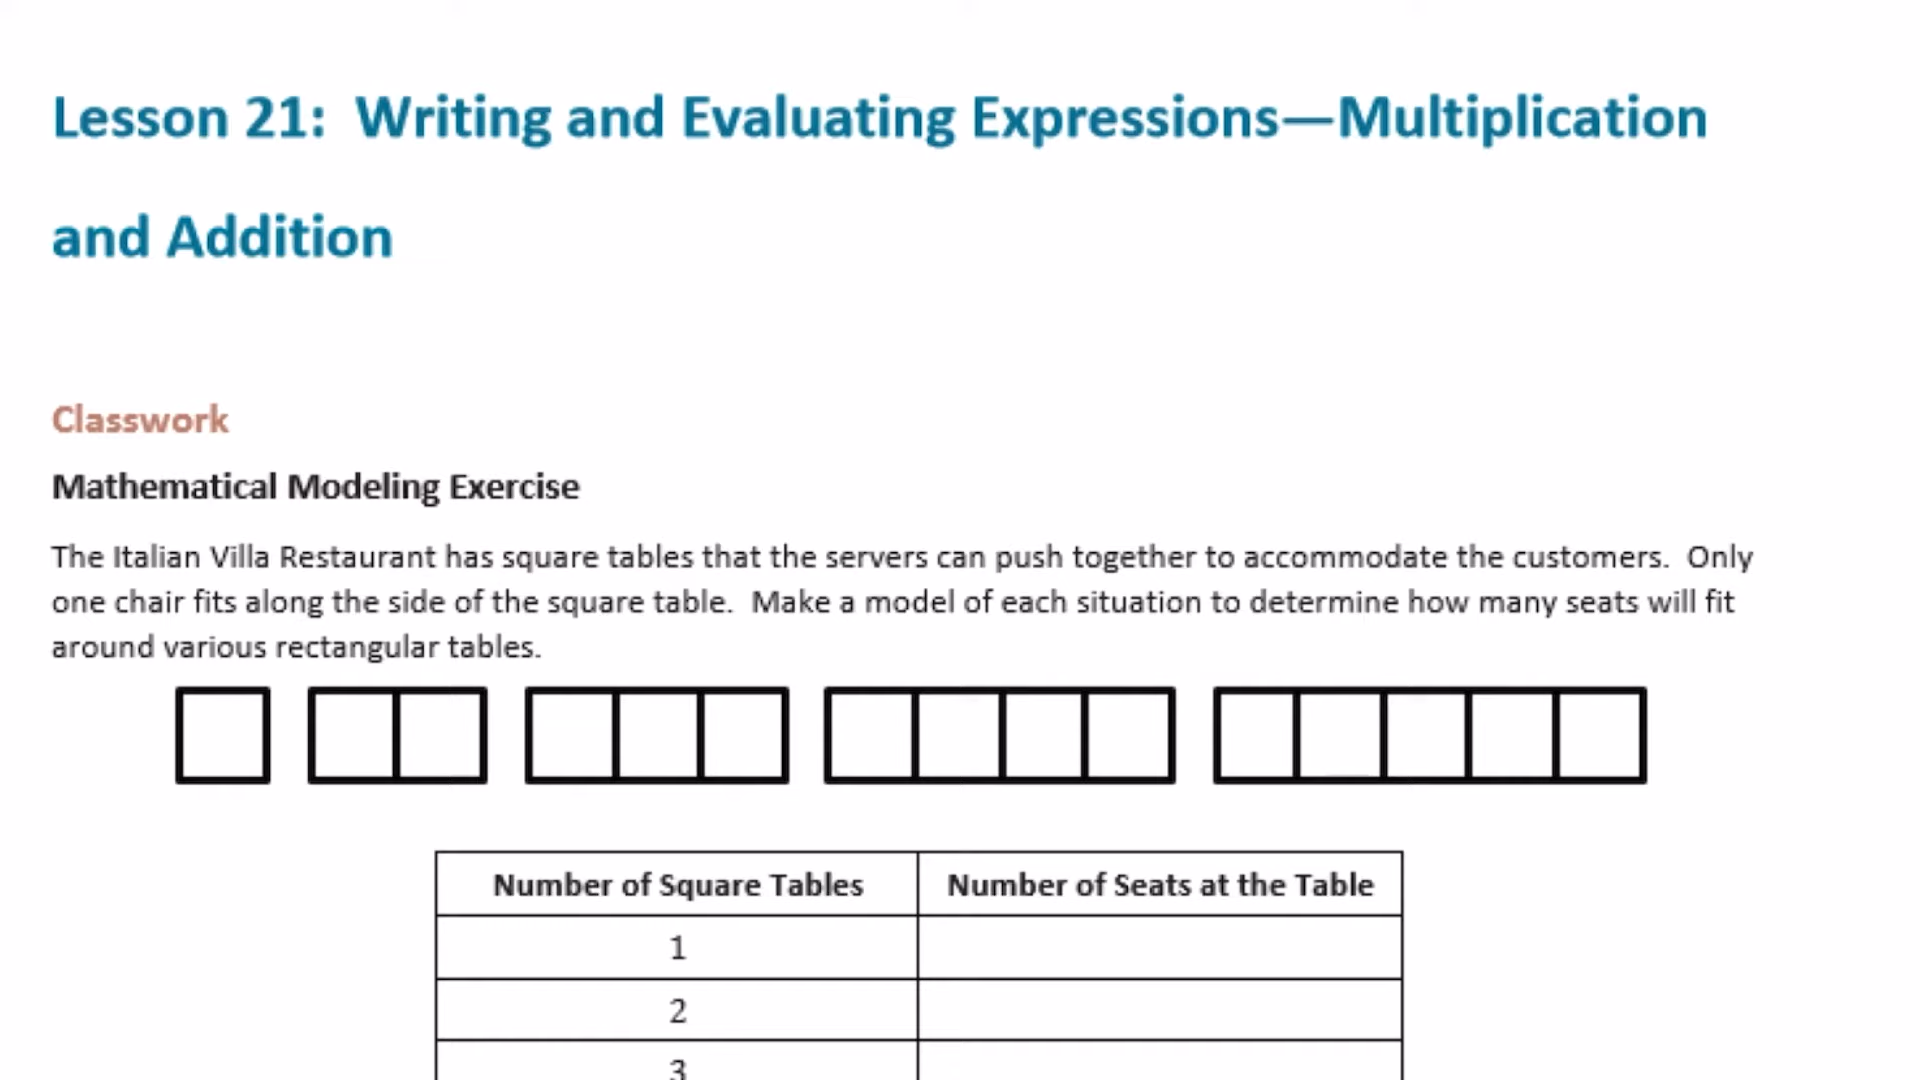 Lesson 21:  Writing and Evaluating Expressions—Multiplication
and Addition
Classwork
Mathematical Modeling Exercise
The Italian Villa Restaurant has square tables that the servers can push together to accommodate the customers.  Only
one chair fits along the side of the square table.  Make a model of each situation to determine how many seats will fit
around various rectangular tables.
Number of Square Tables Number of Seats at the Table
1
2
3